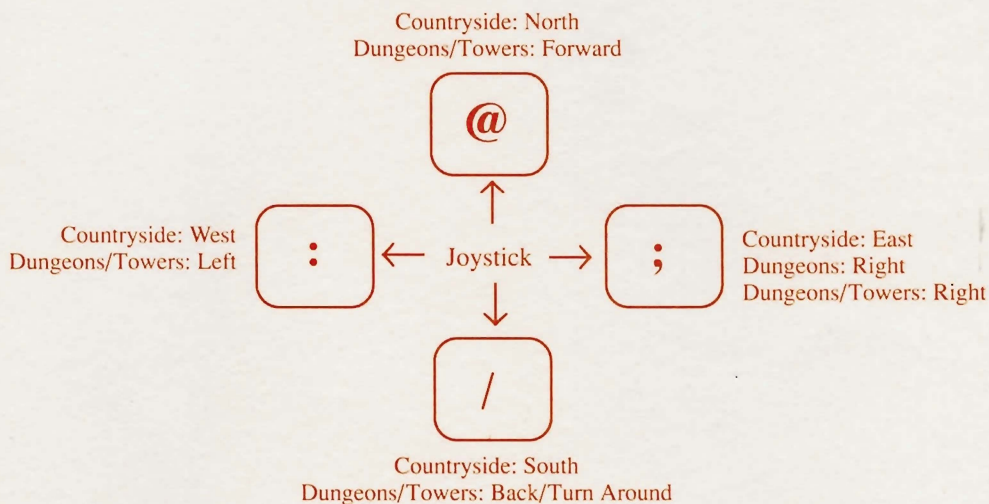 Countryside: North
Dungeons/Towers: Forward
@
Countryside: West
Dungeons/Towers: Left
:
Joystick
;
Countryside: East
Dungeons: Right
Dungeons/Towers: Right
/
Countryside: South
Dungeons/Towers: Back/Turn Around